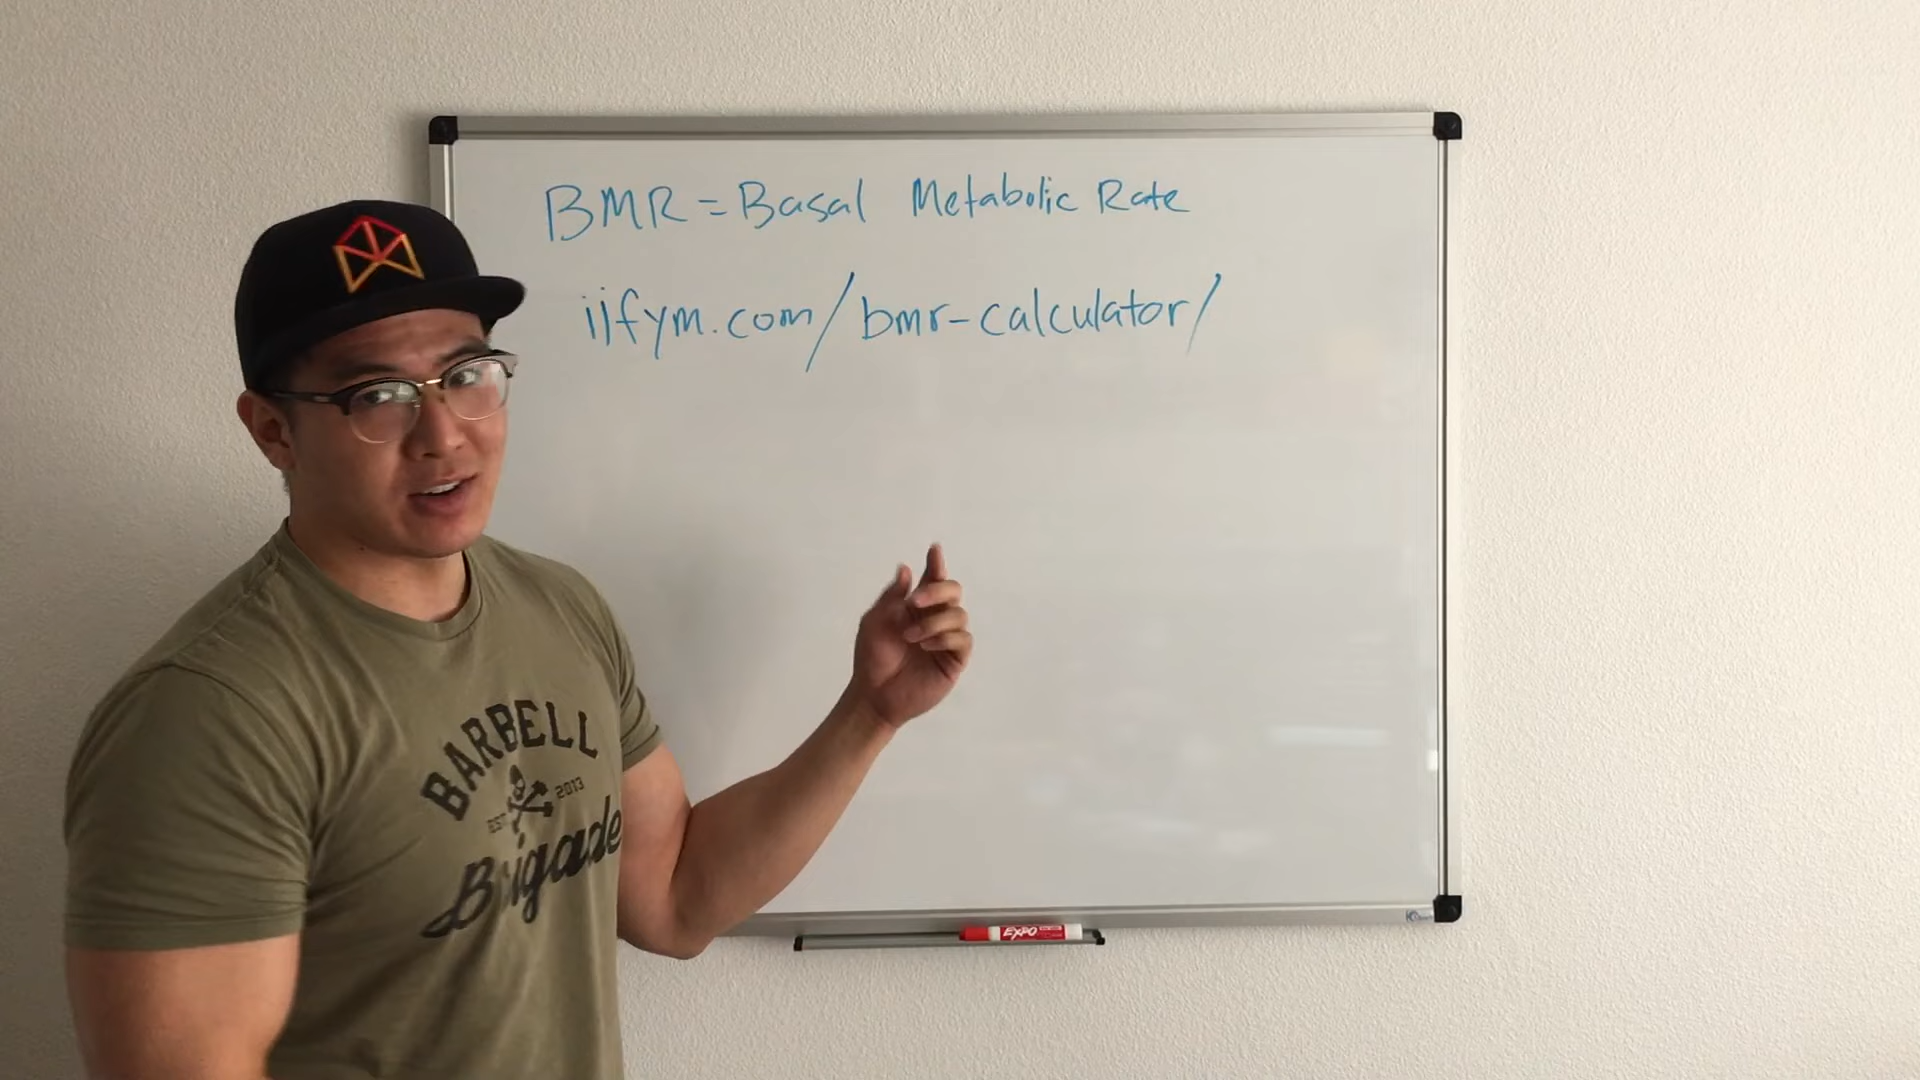 BMR = Basal Metabolic Rate
iifym.com/bmr-calculator/
BARBELL
EST 2013
Brigade
EXPO